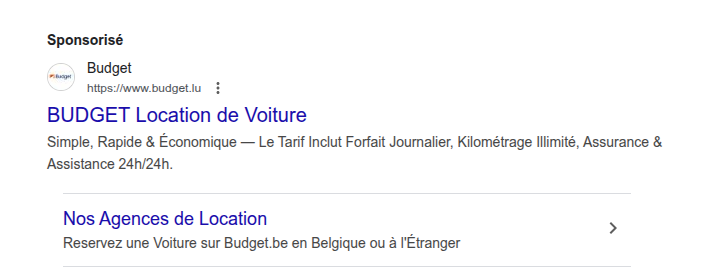 Sponsorisé
Budget
Budget
https://www.budget.lu
BUDGET Location de Voiture
Simple, Rapide & Économique — Le Tarif Inclut Forfait Journalier, Kilométrage Illimité, Assurance &
Assistance 24h/24h.
Nos Agences de Location
Reservez une Voiture sur Budget.be en Belgique ou à l'Étranger